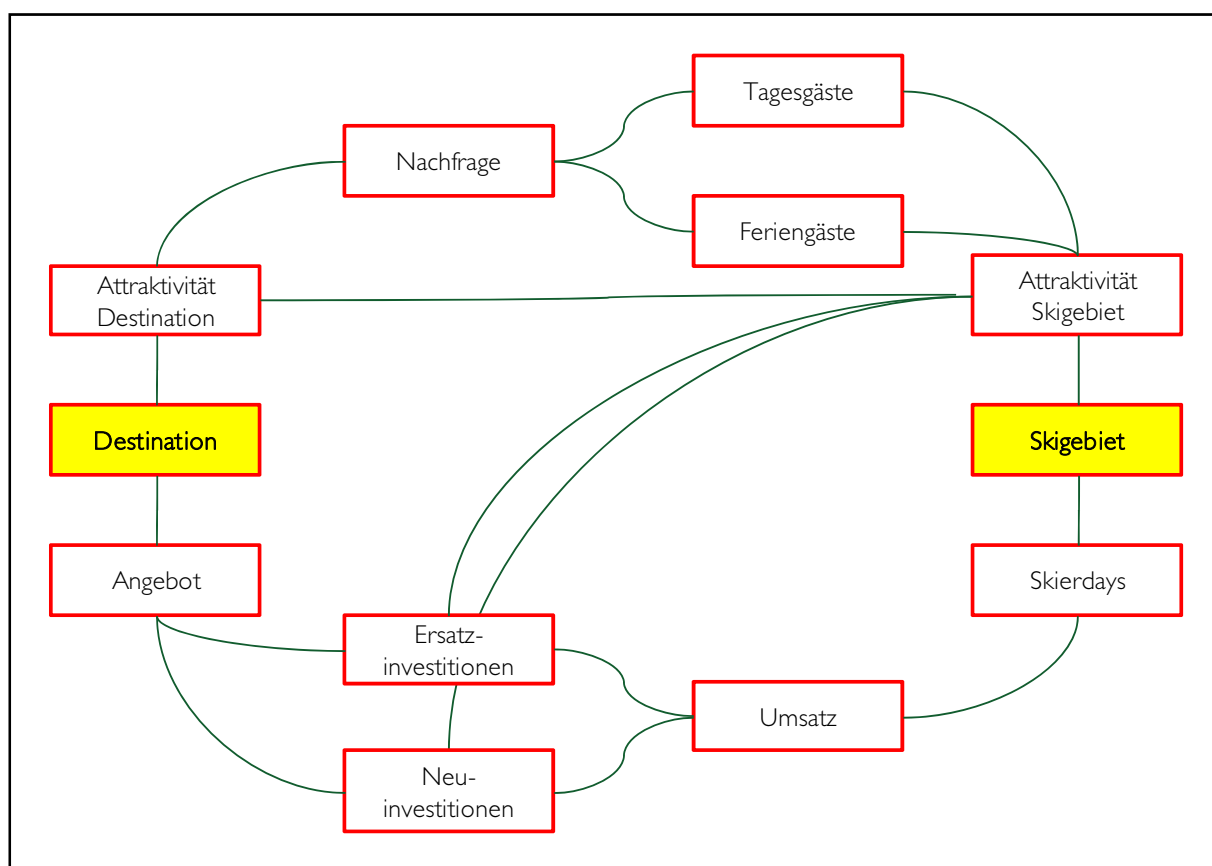 Tagesgäste
Nachfrage
Feriengäste
Attraktivität
Destination
Attraktivität
Skigebiet
Destination
Skigebiet
Angebot
Skierdays
Ersatz-
investitionen
Umsatz
Neu-
investitionen